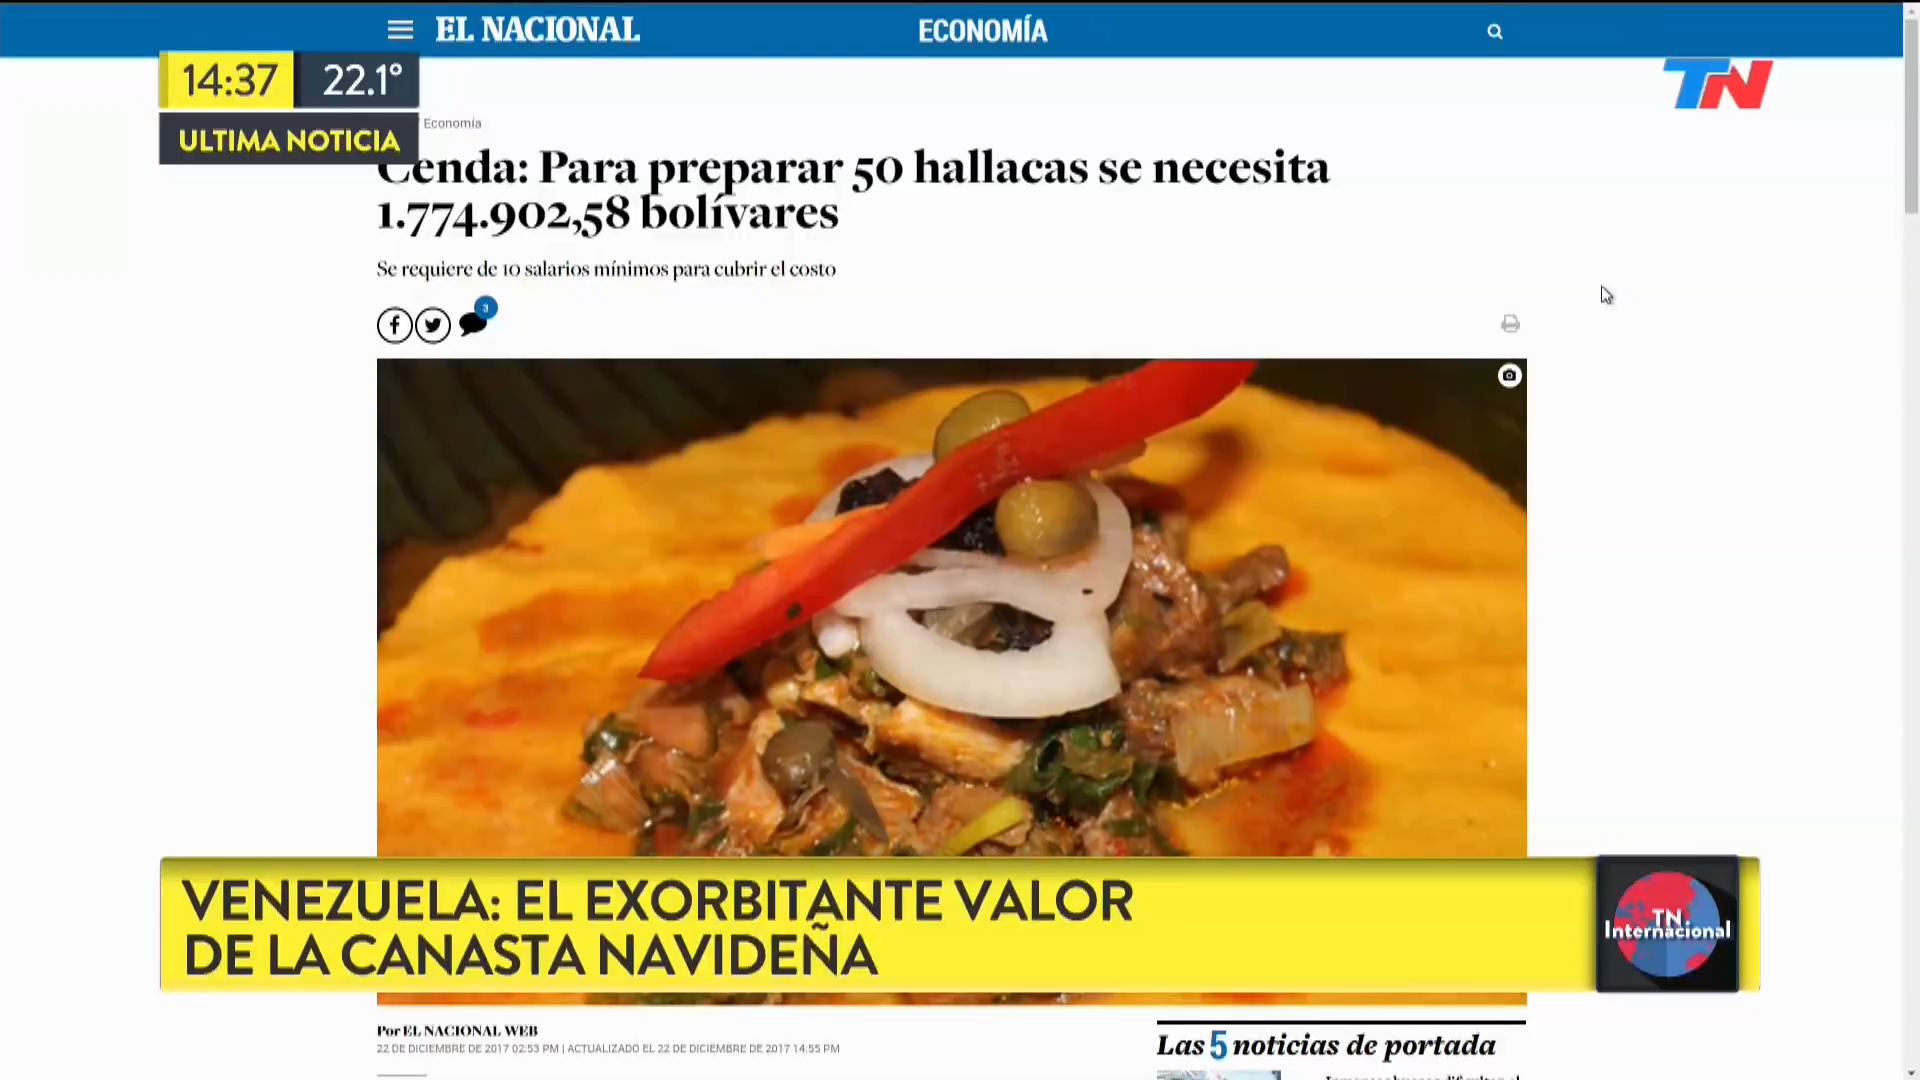 EL NACIONAL
ECONOMÍA
14:37
22.1°
TN
ULTIMA NOTICIA
Economía
Cenda: Para preparar 50 hallacas se necesita
1.774.902,58 bolívares
Se requiere de 10 salarios mínimos para cubrir el costo
3
VENEZUELA: EL EXORBITANTE VALOR
DE LA CANASTA NAVIDEÑA
TN
Internacional
Por EL NACIONAL WEB
22 DE DICIEMBRE DE 2017 02:53 PM | ACTUALIZADO EL 22 DE DICIEMBRE DE 2017 14:55 PM
Las 5 noticias de portada